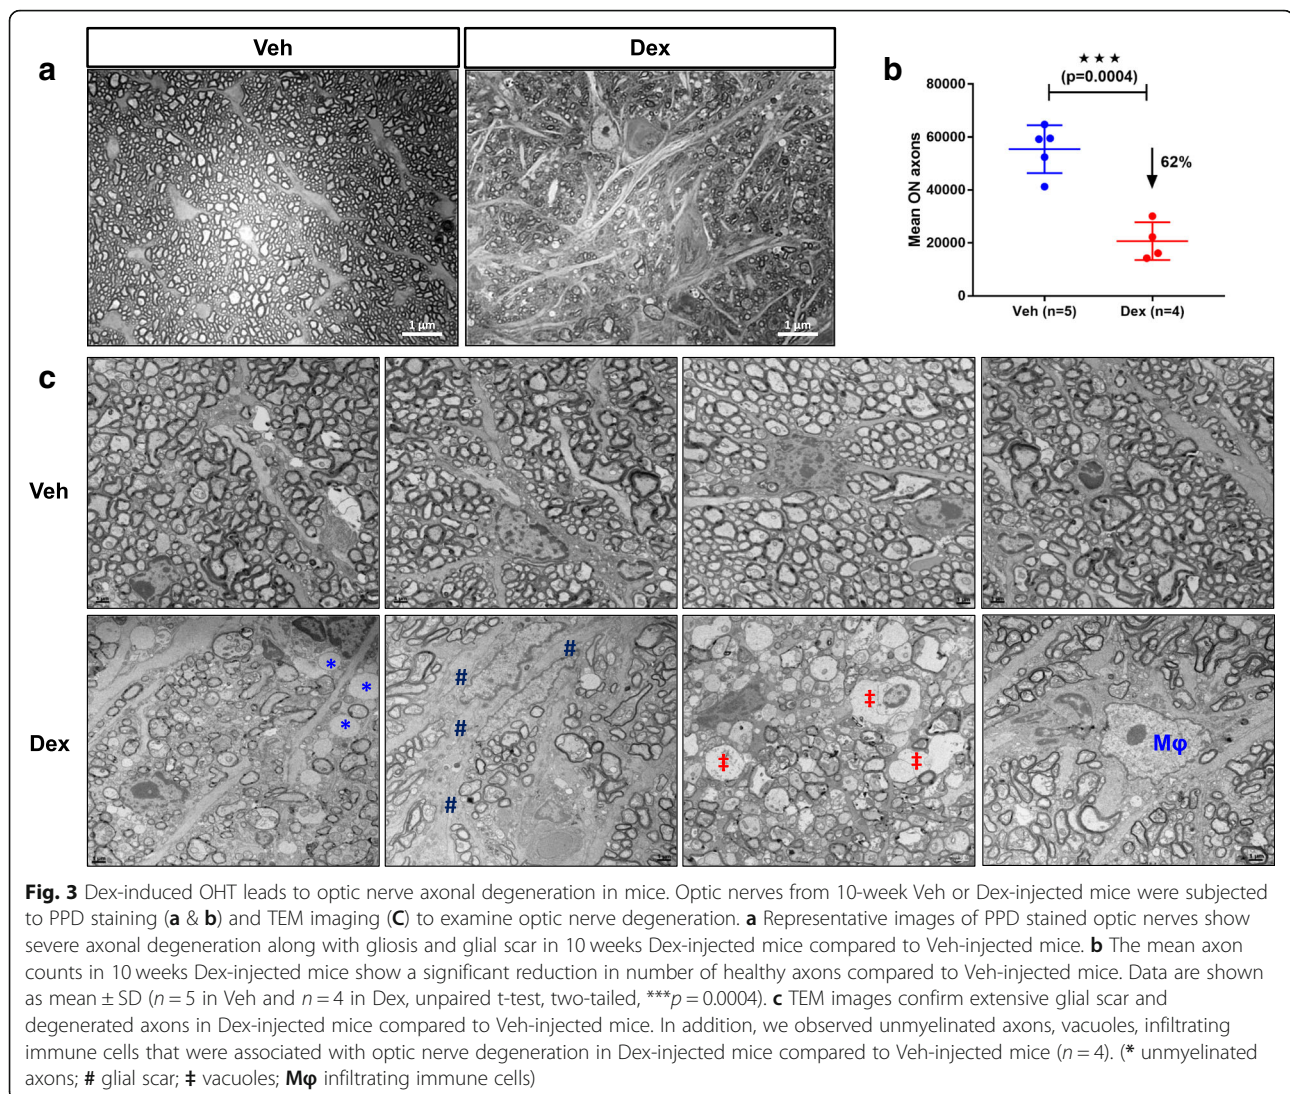 Veh
Dex
a
1 µm
1 µm
b
★★★
(p=0.0004)
80000
60000
40000
20000
0
Mean ON axons
62%
Veh (n=5)
Dex (n=4)
c
Veh
Dex
*
*
*
#
#
#
#
‡
‡
‡
Mφ
Fig. 3 Dex-induced OHT leads to optic nerve axonal degeneration in mice. Optic nerves from 10-week Veh or Dex-injected mice were subjected
to PPD staining (a & b) and TEM imaging (C) to examine optic nerve degeneration. a Representative images of PPD stained optic nerves show
severe axonal degeneration along with gliosis and glial scar in 10 weeks Dex-injected mice compared to Veh-injected mice. b The mean axon
counts in 10 weeks Dex-injected mice show a significant reduction in number of healthy axons compared to Veh-injected mice. Data are shown
as mean ± SD (n = 5 in Veh and n = 4 in Dex, unpaired t-test, two-tailed, ***p = 0.0004). c TEM images confirm extensive glial scar and
degenerated axons in Dex-injected mice compared to Veh-injected mice. In addition, we observed unmyelinated axons, vacuoles, infiltrating
immune cells that were associated with optic nerve degeneration in Dex-injected mice compared to Veh-injected mice (n = 4). (* unmyelinated
axons; # glial scar; ‡ vacuoles; Mφ infiltrating immune cells)